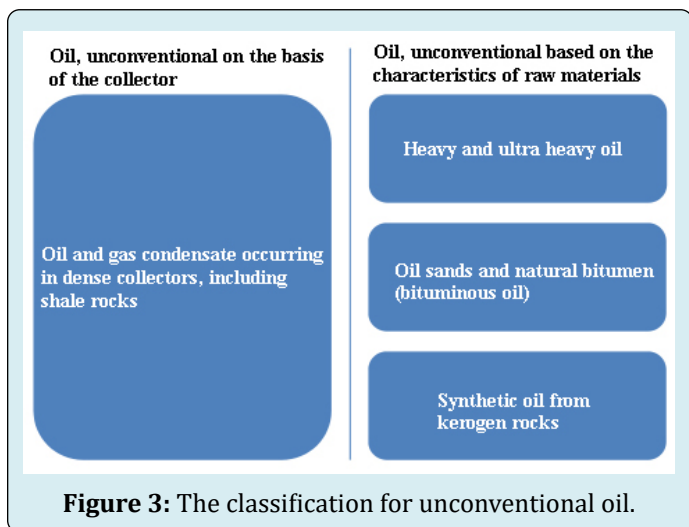 Oil, unconventional on the basis
of the collector
Oil and gas condensate occurring
in dense collectors, including
shale rocks
Oil, unconventional based on the
characteristics of raw materials
Heavy and ultra heavy oil
Oil sands and natural bitumen
(bituminous oil)
Synthetic oil from
kerogen rocks
Figure 3: The classification for unconventional oil.